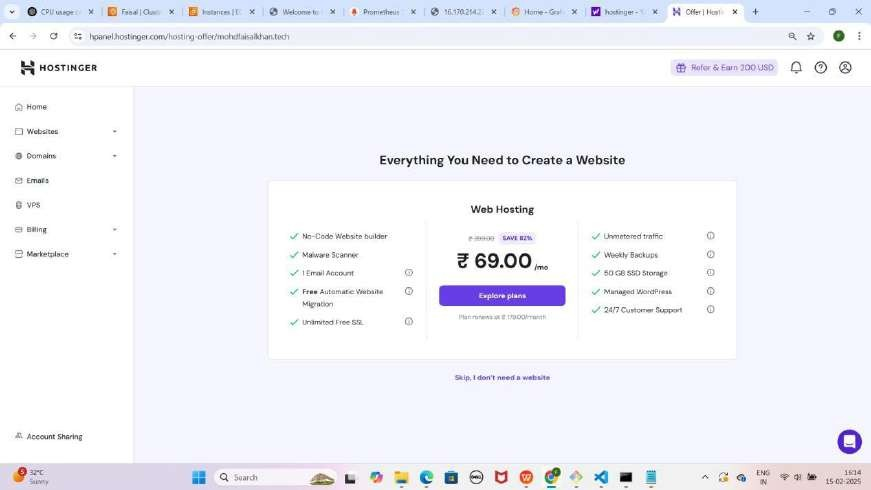 CPU usage
Faisal | Cluste
Instances | E
Welcome to
Prometheus
16.170.214.2
Home - Graf
hostinger -
Offer | Hosti
hpanel.hostinger.com/hosting-offer/mohdfaisalkhan.tech
HOSTINGER
Refer & Earn 200 USD
Home
Websites
Domains
Emails
VPS
Billing
Marketplace
Account Sharing
Everything You Need to Create a Website
Web Hosting
No-Code Website builder
Malware Scanner
1 Email Account
Free Automatic Website
Migration
Unlimited Free SSL
SAVE 82%
₹ 69.00 /mo
Explore plans
Plan renews at ₹ 179.00/month
Unmetered traffic
Weekly Backups
50 GB SSD Storage
Managed WordPress
24/7 Customer Support
Skip, I don't need a website
5
32°C
Sunny
Search
ENG
IN
16:14
15-02-2025